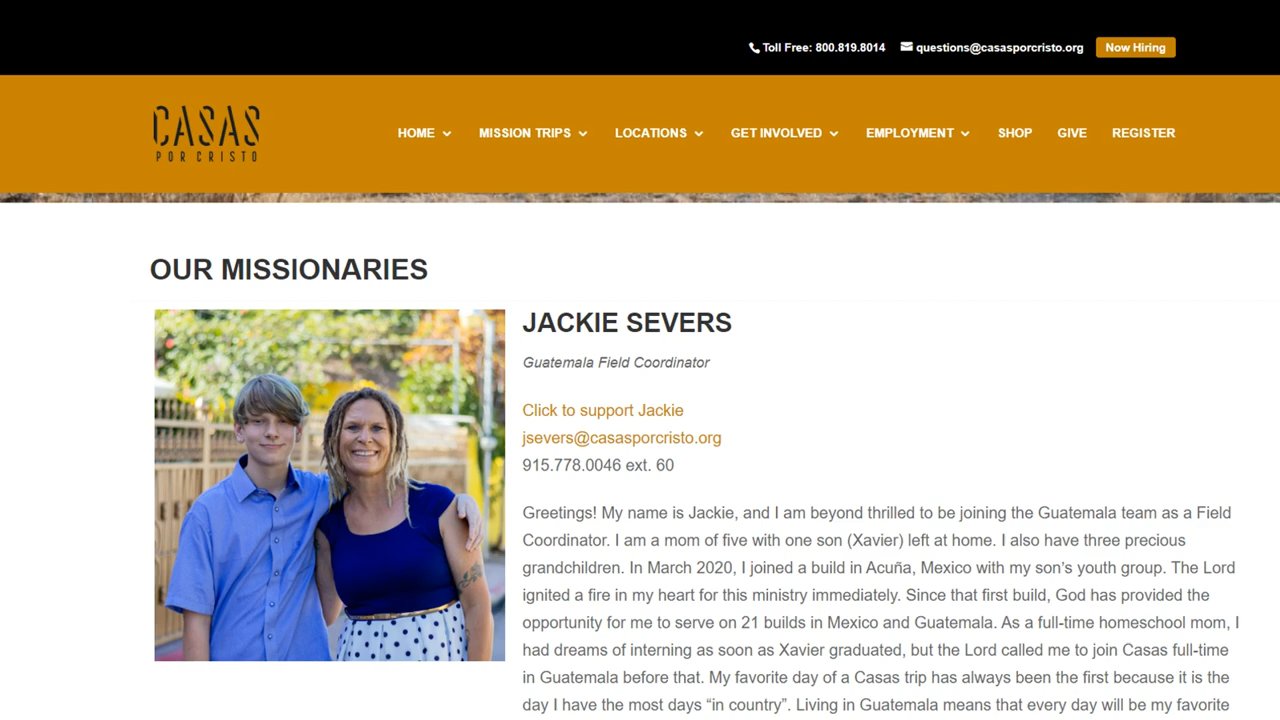 Toll Free: 800.819.8014 questions@casasporcristo.org Now Hiring
CASAS
POR CRISTO
HOME MISSION TRIPS LOCATIONS GET INVOLVED EMPLOYMENT SHOP GIVE REGISTER
OUR MISSIONARIES
JACKIE SEVERS
Guatemala Field Coordinator
Click to support Jackie
jsevers@casasporcristo.org
915.778.0046 ext. 60
Greetings! My name is Jackie, and I am beyond thrilled to be joining the Guatemala team as a Field
Coordinator. I am a mom of five with one son (Xavier) left at home. I also have three precious
grandchildren. In March 2020, I joined a build in Acuña, Mexico with my son’s youth group. The Lord
ignited a fire in my heart for this ministry immediately. Since that first build, God has provided the
opportunity for me to serve on 21 builds in Mexico and Guatemala. As a full-time homeschool mom, I
had dreams of interning as soon as Xavier graduated, but the Lord called me to join Casas full-time
in Guatemala before that. My favorite day of a Casas trip has always been the first because it is the
day I have the most days “in country”. Living in Guatemala means that every day will be my favorite